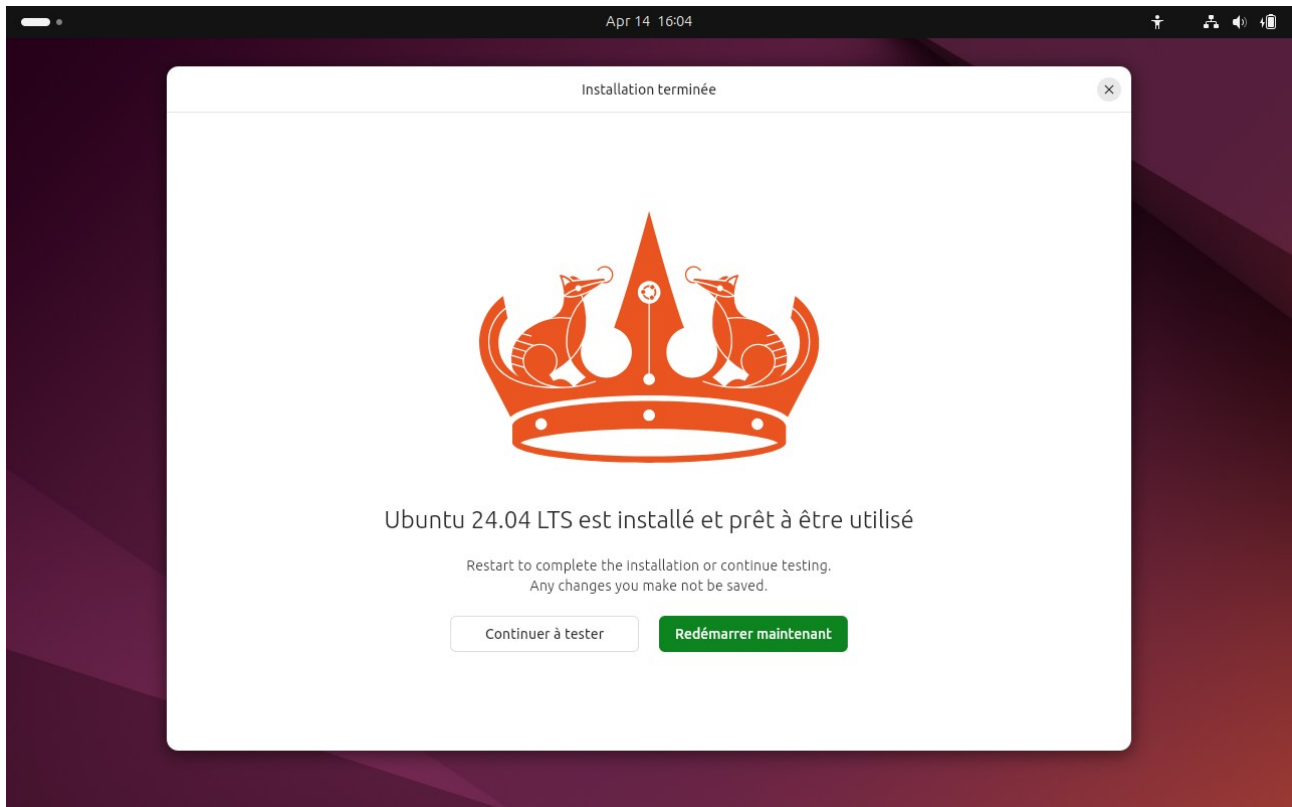 Apr 14 16:04
Installation terminée
Ubuntu 24.04 LTS est installé et prêt à être utilisé
Restart to complete the installation or continue testing.
Any changes you make not be saved.
Continuer à tester
Redémarrer maintenant